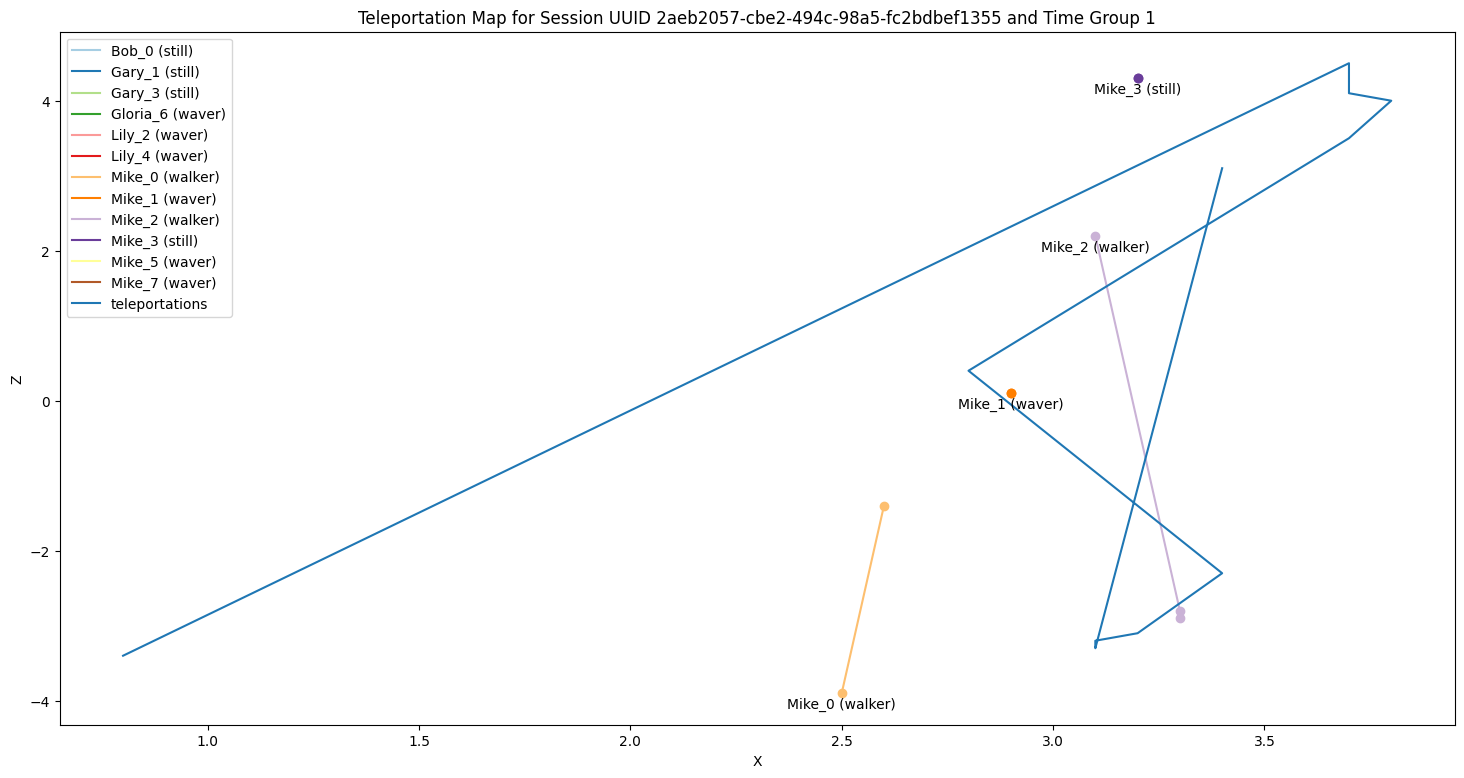 Teleportation Map for Session UUID 2aeb2057-cbe2-494c-98a5-fc2bdbef1355 and Time Group 1
Bob_0 (still)
Gary_1 (still)
Gary_3 (still)
Gloria_6 (waver)
Lily_2 (waver)
Lily_4 (waver)
Mike_0 (walker)
Mike_1 (waver)
Mike_2 (walker)
Mike_3 (still)
Mike_5 (waver)
Mike_7 (waver)
teleportations
Mike_3 (still)
Mike_2 (walker)
Mike_1 (waver)
Mike_0 (walker)
4
2
0
−2
−4
Z
1.0
1.5
2.0
2.5
3.0
3.5
X